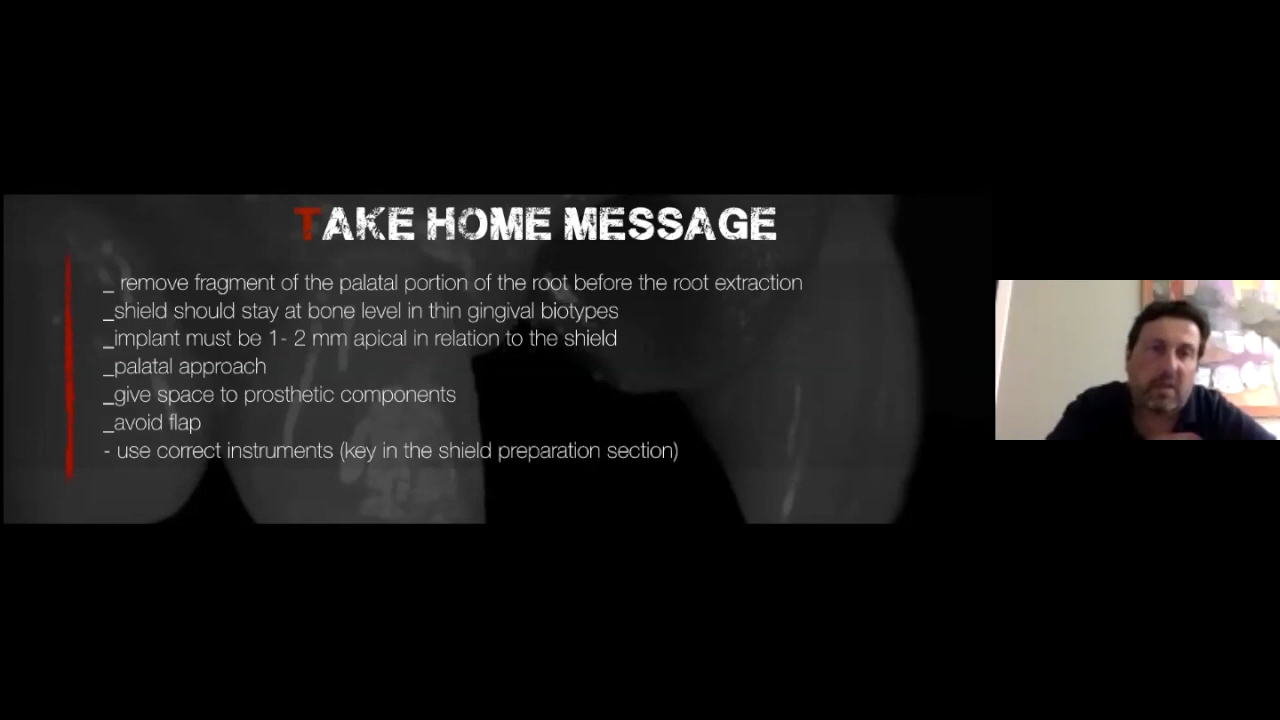 TAKE HOME MESSAGE
_ remove fragment of the palatal portion of the root before the root extraction
_shield should stay at bone level in thin gingival biotypes
_implant must be 1- 2 mm apical in relation to the shield
_palatal approach
_give space to prosthetic components
_avoid flap
- use correct instruments (key in the shield preparation section)